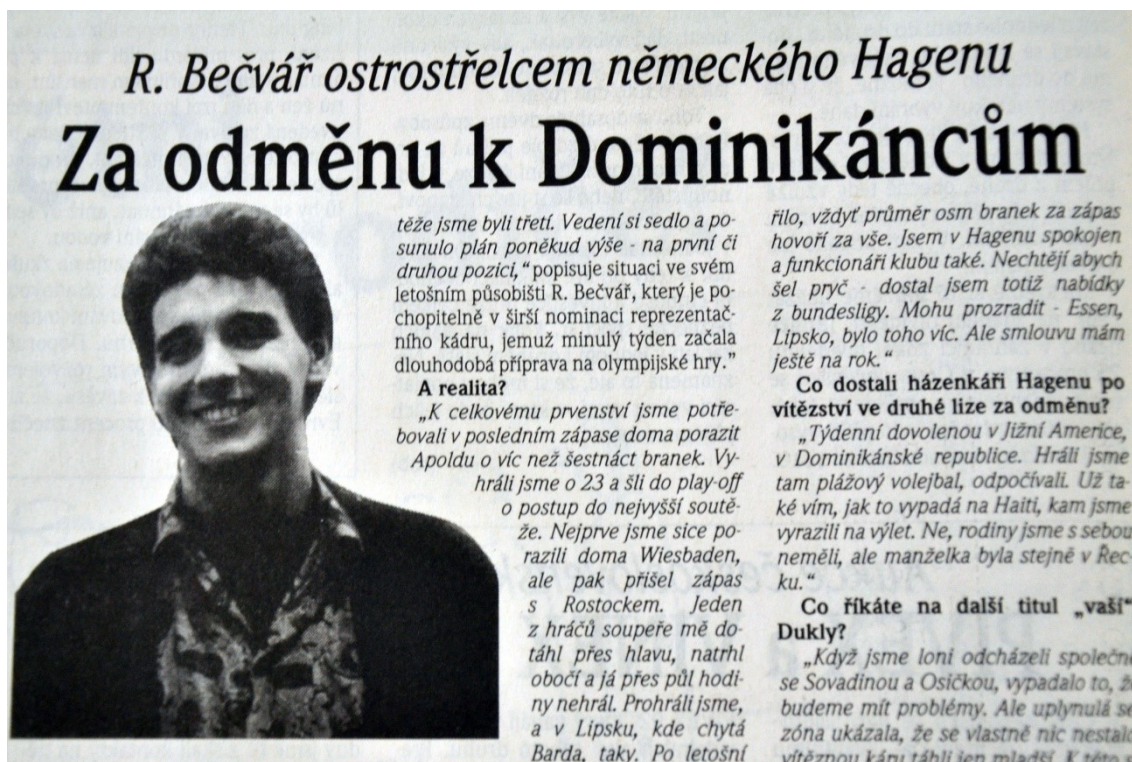 R. Bečvář ostrostřelcem německého Hagenu
Za odměnu k Dominikáncům
těže jsme byli třetí. Vedení si sedlo a po-
sunulo plán poněkud výše - na první či
druhou pozici,“ popisuje situaci ve svém
letošním působišti R. Bečvář, který je po-
chopitelně v širší nominaci reprezentač-
ního kádru, jemuž minulý týden začala
dlouhodobá příprava na olympijské hry.”
A realita?
„K celkovému prvenství jsme potře-
bovali v posledním zápase doma porazit
Apoldu o víc než šestnáct branek. Vy-
hráli jsme o 23 a šli do play-off
o postup do nejvyšší soutě-
že. Nejprve jsme sice po-
razili doma Wiesbaden,
ale pak přišel zápas
s Rostockem. Jeden
z hráčů soupeře mě do-
táhl přes hlavu, natrhl
obočí a já přes půl hodi-
ny nehrál. Prohráli jsme,
a v Lipsku, kde chytá
Barda, taky. Po letošní
řilo, vždyť průměr osm branek za zápas
hovoří za vše. Jsem v Hagenu spokojen
a funkcionáři klubu také. Nechtějí abych
šel pryč - dostal jsem totiž nabídky
z bundesligy. Mohu prozradit - Essen,
Lipsko, bylo toho víc. Ale smlouvu mám
ještě na rok.“
Co dostali házenkáři Hagenu po
vítězství ve druhé lize za odměnu?
„Týdenní dovolenou v Jižní Americe,
v Dominikánské republice. Hráli jsme
tam plážový volejbal, odpočívali. Už ta-
ké vím, jak to vypadá na Haiti, kam jsme
vyrazili na výlet. Ne, rodiny jsme s sebou
neměli, ale manželka byla stejně v Řec-
ku.“
Co říkáte na další titul „vaší“
Dukly?
„Když jsme loni odcházeli společně
se Sovadinou a Osičkou, vypadalo to, že
budeme mít problémy. Ale uplynulá se
zóna ukázala, že se vlastně nic nestalo
vítěznou káru táhli jen mladší. K této